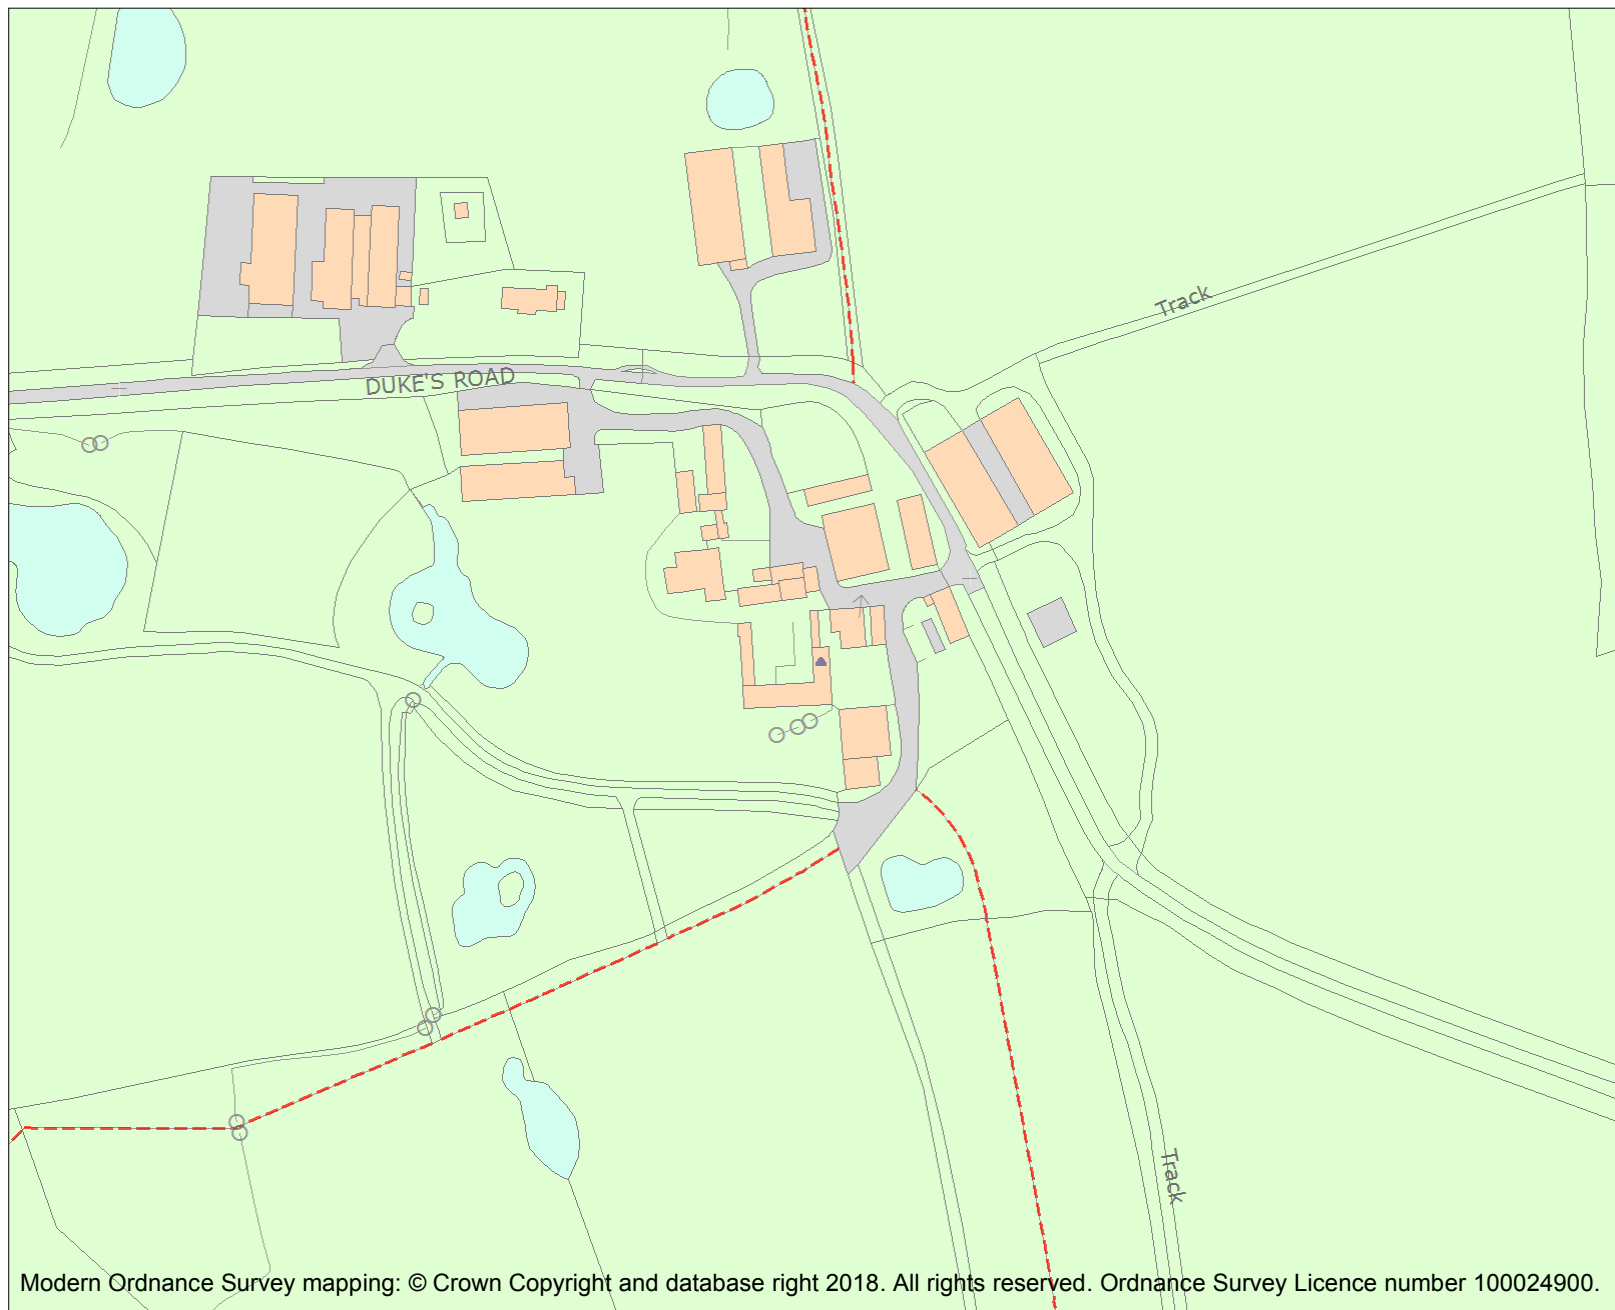 Track
DUKE'S ROAD
Track
Modern Ordnance Survey mapping: © Crown Copyright and database right 2018. All rights reserved. Ordnance Survey Licence number 100024900.